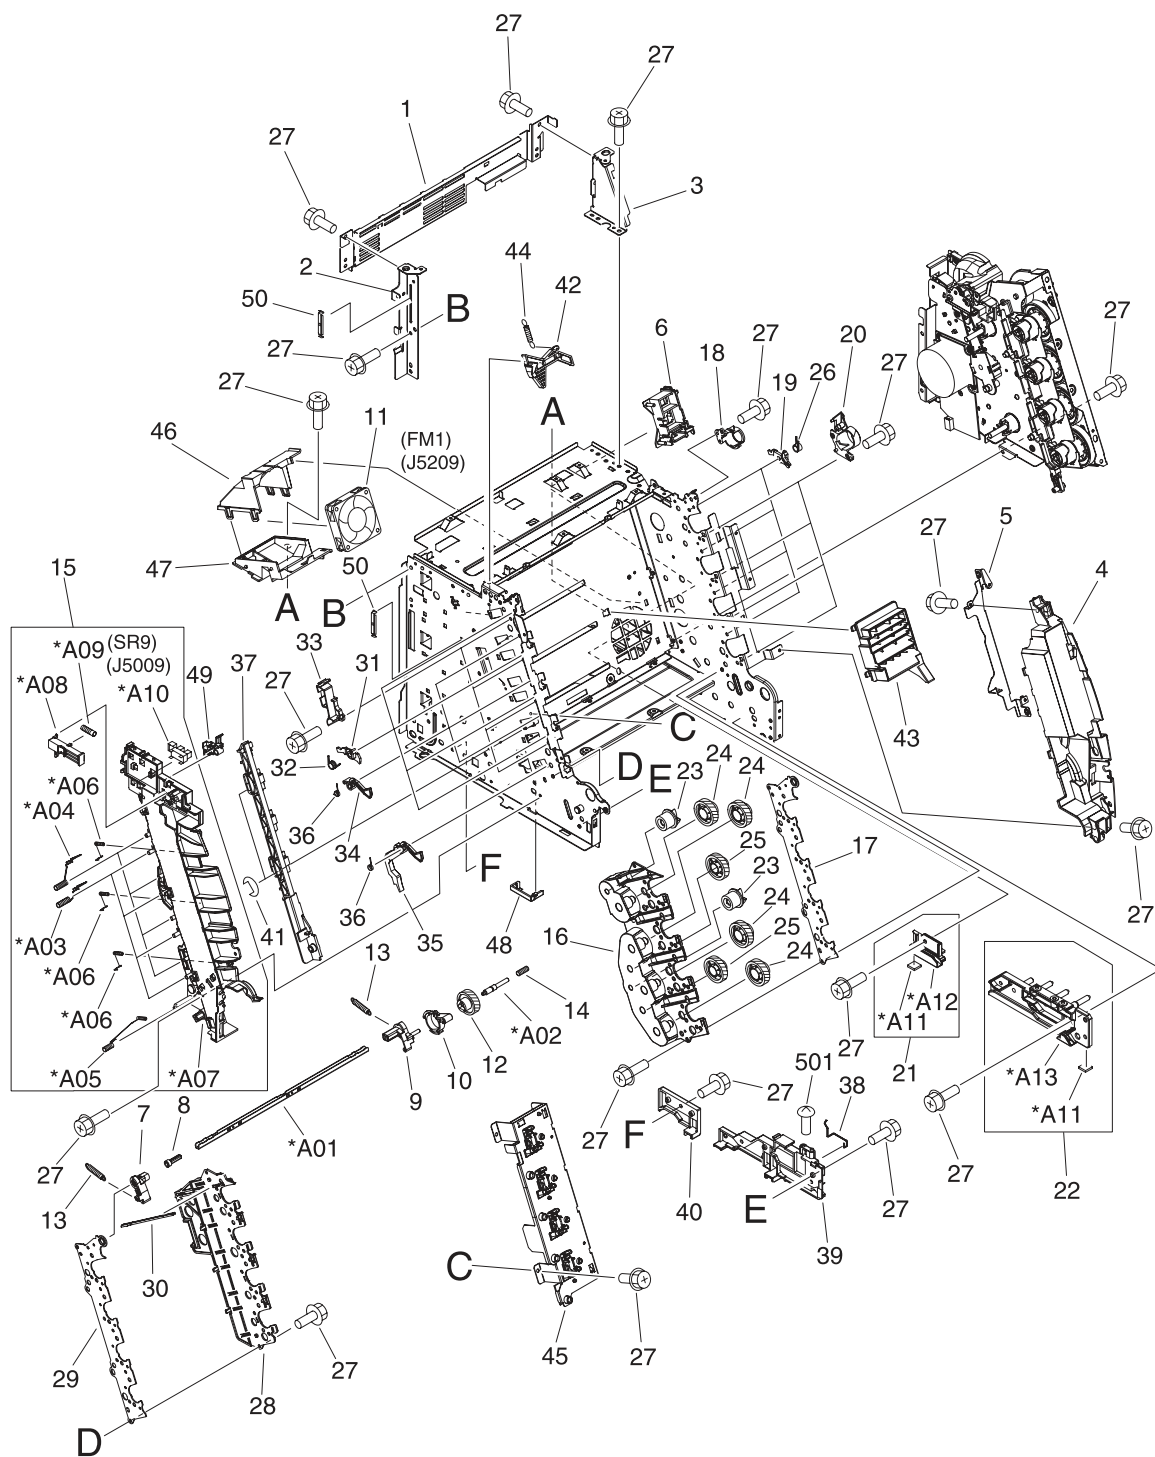 27
27
1
27
3
2
44
42
50
B
27
6
27
20
27
18
19
26
27
27
A
46
11
(FM1)
(J5209)
27
5
4
15
47
50
A
B
*A09
(SR9)
(J5009)
37
33
31
*A08
*A10
49
27
43
C
32
D
E
23
24
24
*A06
*A04
36
34
25
17
F
23
27
36
24
*A03
41
35
48
16
25
*A06
13
24
*A12
14
*A11
*A06
*A02
12
27
501
21
*A13
*A05
*A07
10
38
9
*A11
7
8
27
27
F
*A01
27
13
40
E
27
27
22
39
30
C
29
27
45
27
28
D